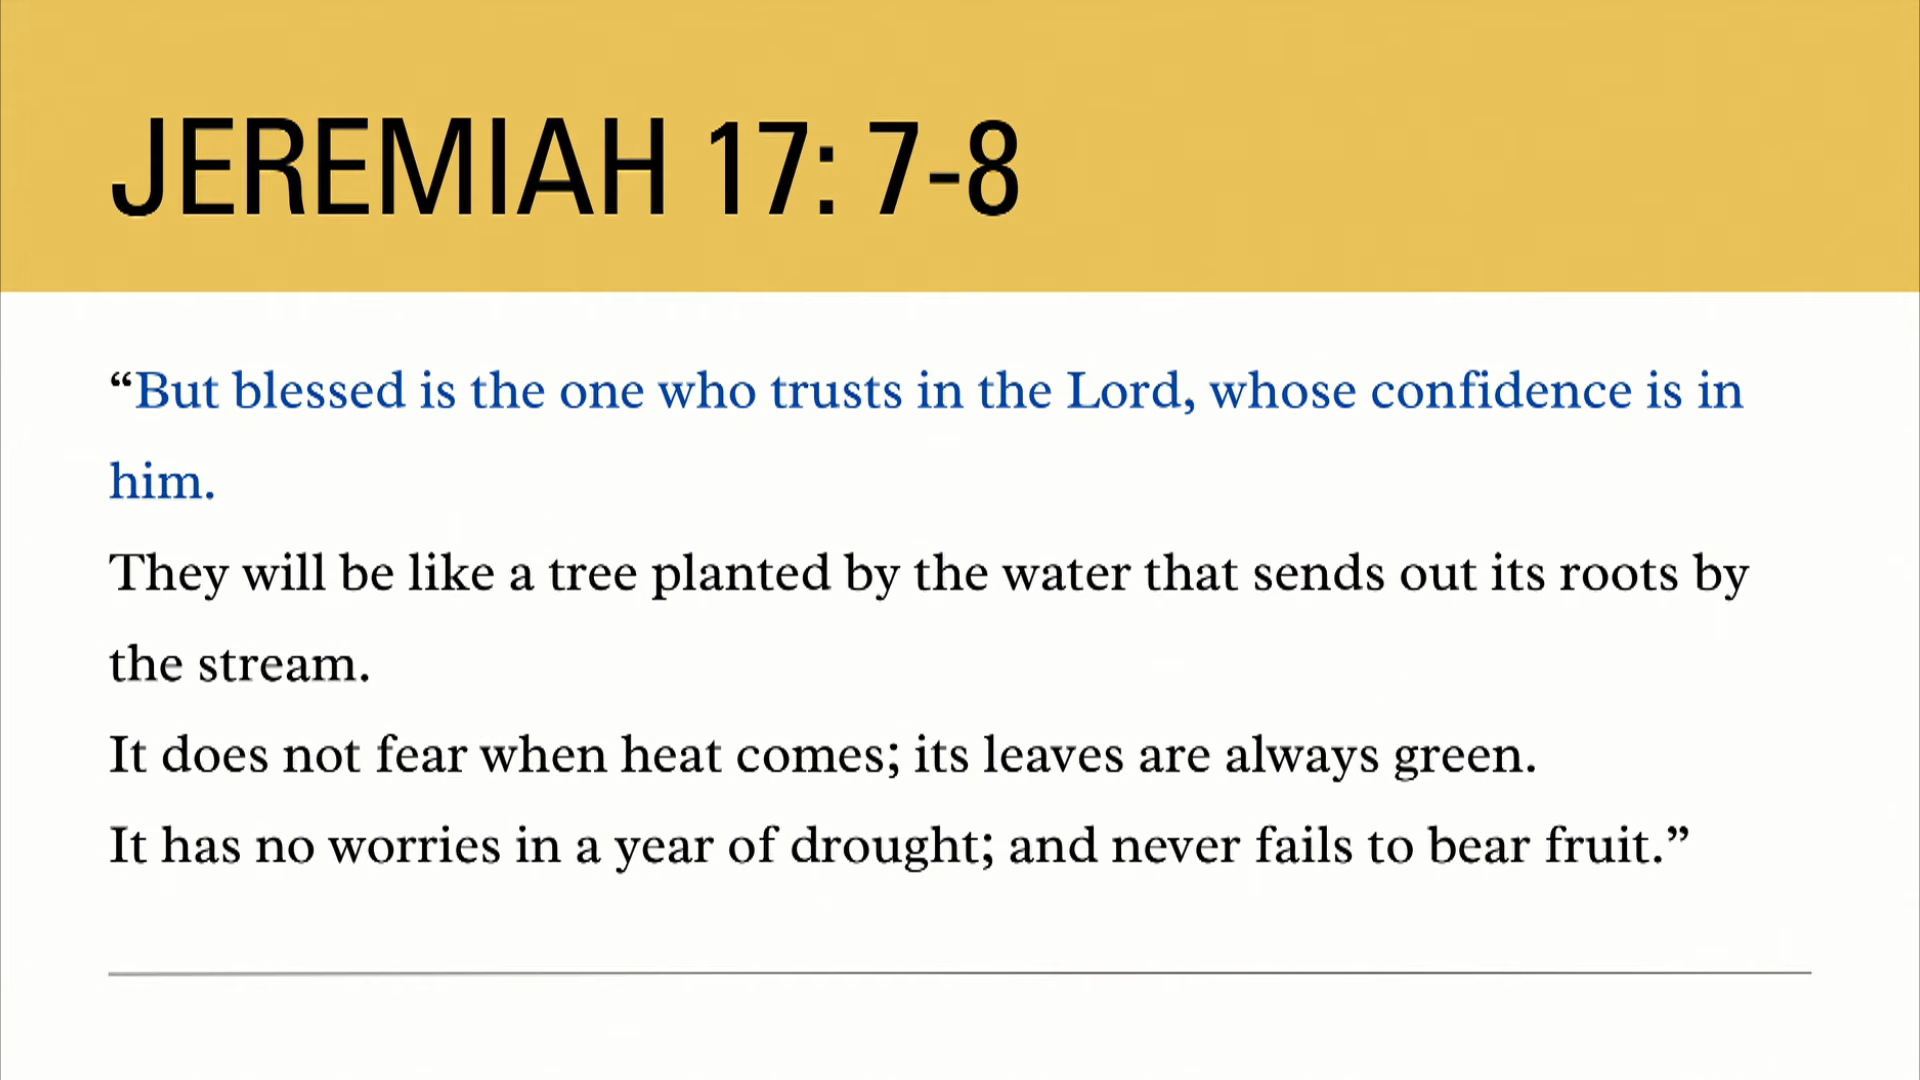 JEREMIAH 17: 7-8
“But blessed is the one who trusts in the Lord, whose confidence is in
him.
They will be like a tree planted by the water that sends out its roots by
the stream.
It does not fear when heat comes; its leaves are always green.
It has no worries in a year of drought; and never fails to bear fruit.”